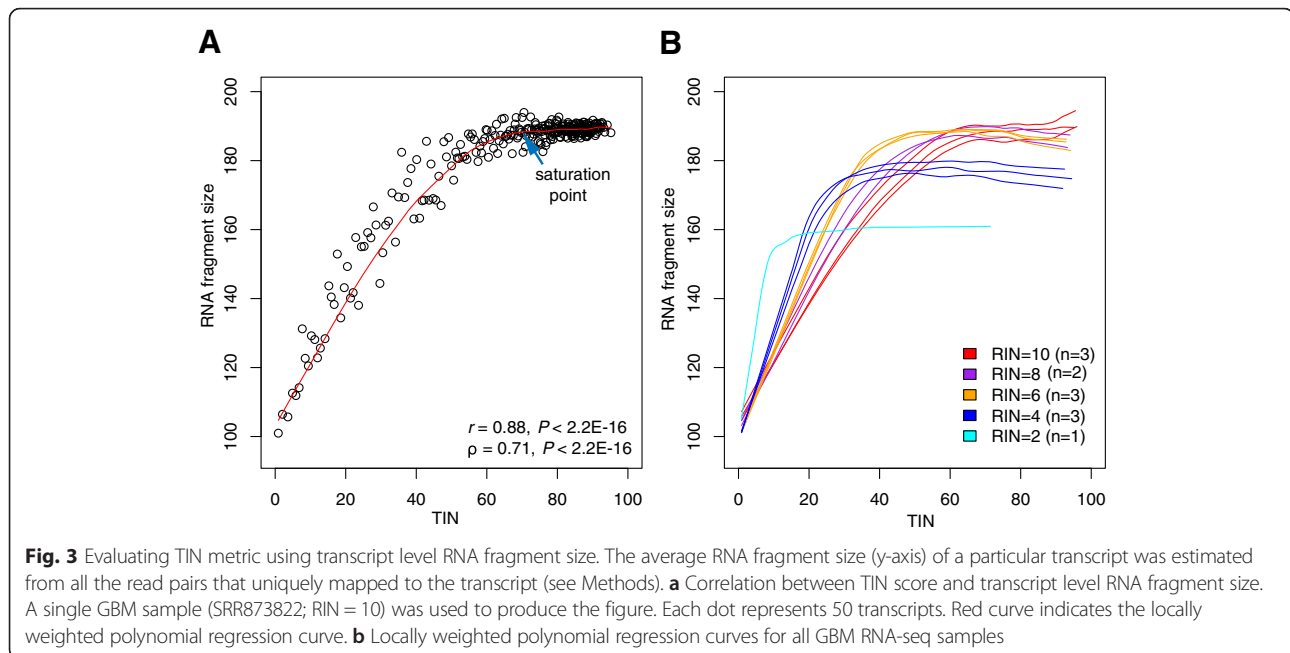 A
RNA fragment size
200
180
160
140
120
100
saturation
point
r = 0.88, P < 2.2E-16
ρ = 0.71, P < 2.2E-16
0 20 40 60 80 100
TIN
B
RNA fragment size
200
180
160
140
120
100
RIN=10 (n=3)
RIN=8 (n=2)
RIN=6 (n=3)
RIN=4 (n=3)
RIN=2 (n=1)
0 20 40 60 80 100
TIN
Fig. 3 Evaluating TIN metric using transcript level RNA fragment size. The average RNA fragment size (y-axis) of a particular transcript was estimated
from all the read pairs that uniquely mapped to the transcript (see Methods). a Correlation between TIN score and transcript level RNA fragment size.
A single GBM sample (SRR873822; RIN = 10) was used to produce the figure. Each dot represents 50 transcripts. Red curve indicates the locally
weighted polynomial regression curve. b Locally weighted polynomial regression curves for all GBM RNA-seq samples